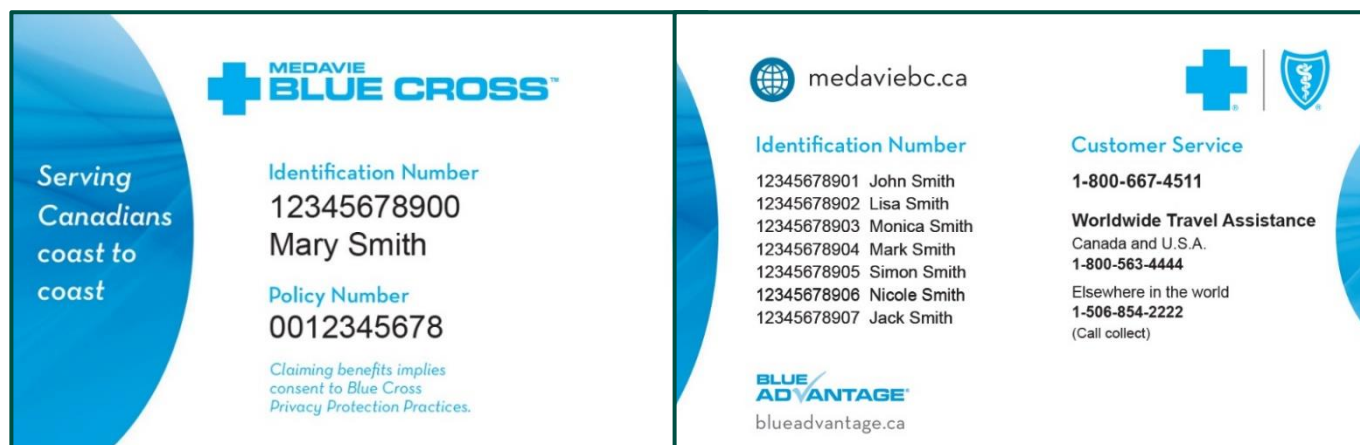 MEDAVIE
BLUE CROSS™
Serving
Canadians
coast to
coast
Identification Number
12345678900
Mary Smith
Policy Number
0012345678
Claiming benefits implies
consent to Blue Cross
Privacy Protection Practices.
medaviebc.ca
Identification Number
12345678901 John Smith
12345678902 Lisa Smith
12345678903 Monica Smith
12345678904 Mark Smith
12345678905 Simon Smith
12345678906 Nicole Smith
12345678907 Jack Smith
BLUE
ADVANTAGE®
blueadvantage.ca
® ®
Customer Service
1-800-667-4511
Worldwide Travel Assistance
Canada and U.S.A.
1-800-563-4444
Elsewhere in the world
1-506-854-2222
(Call collect)